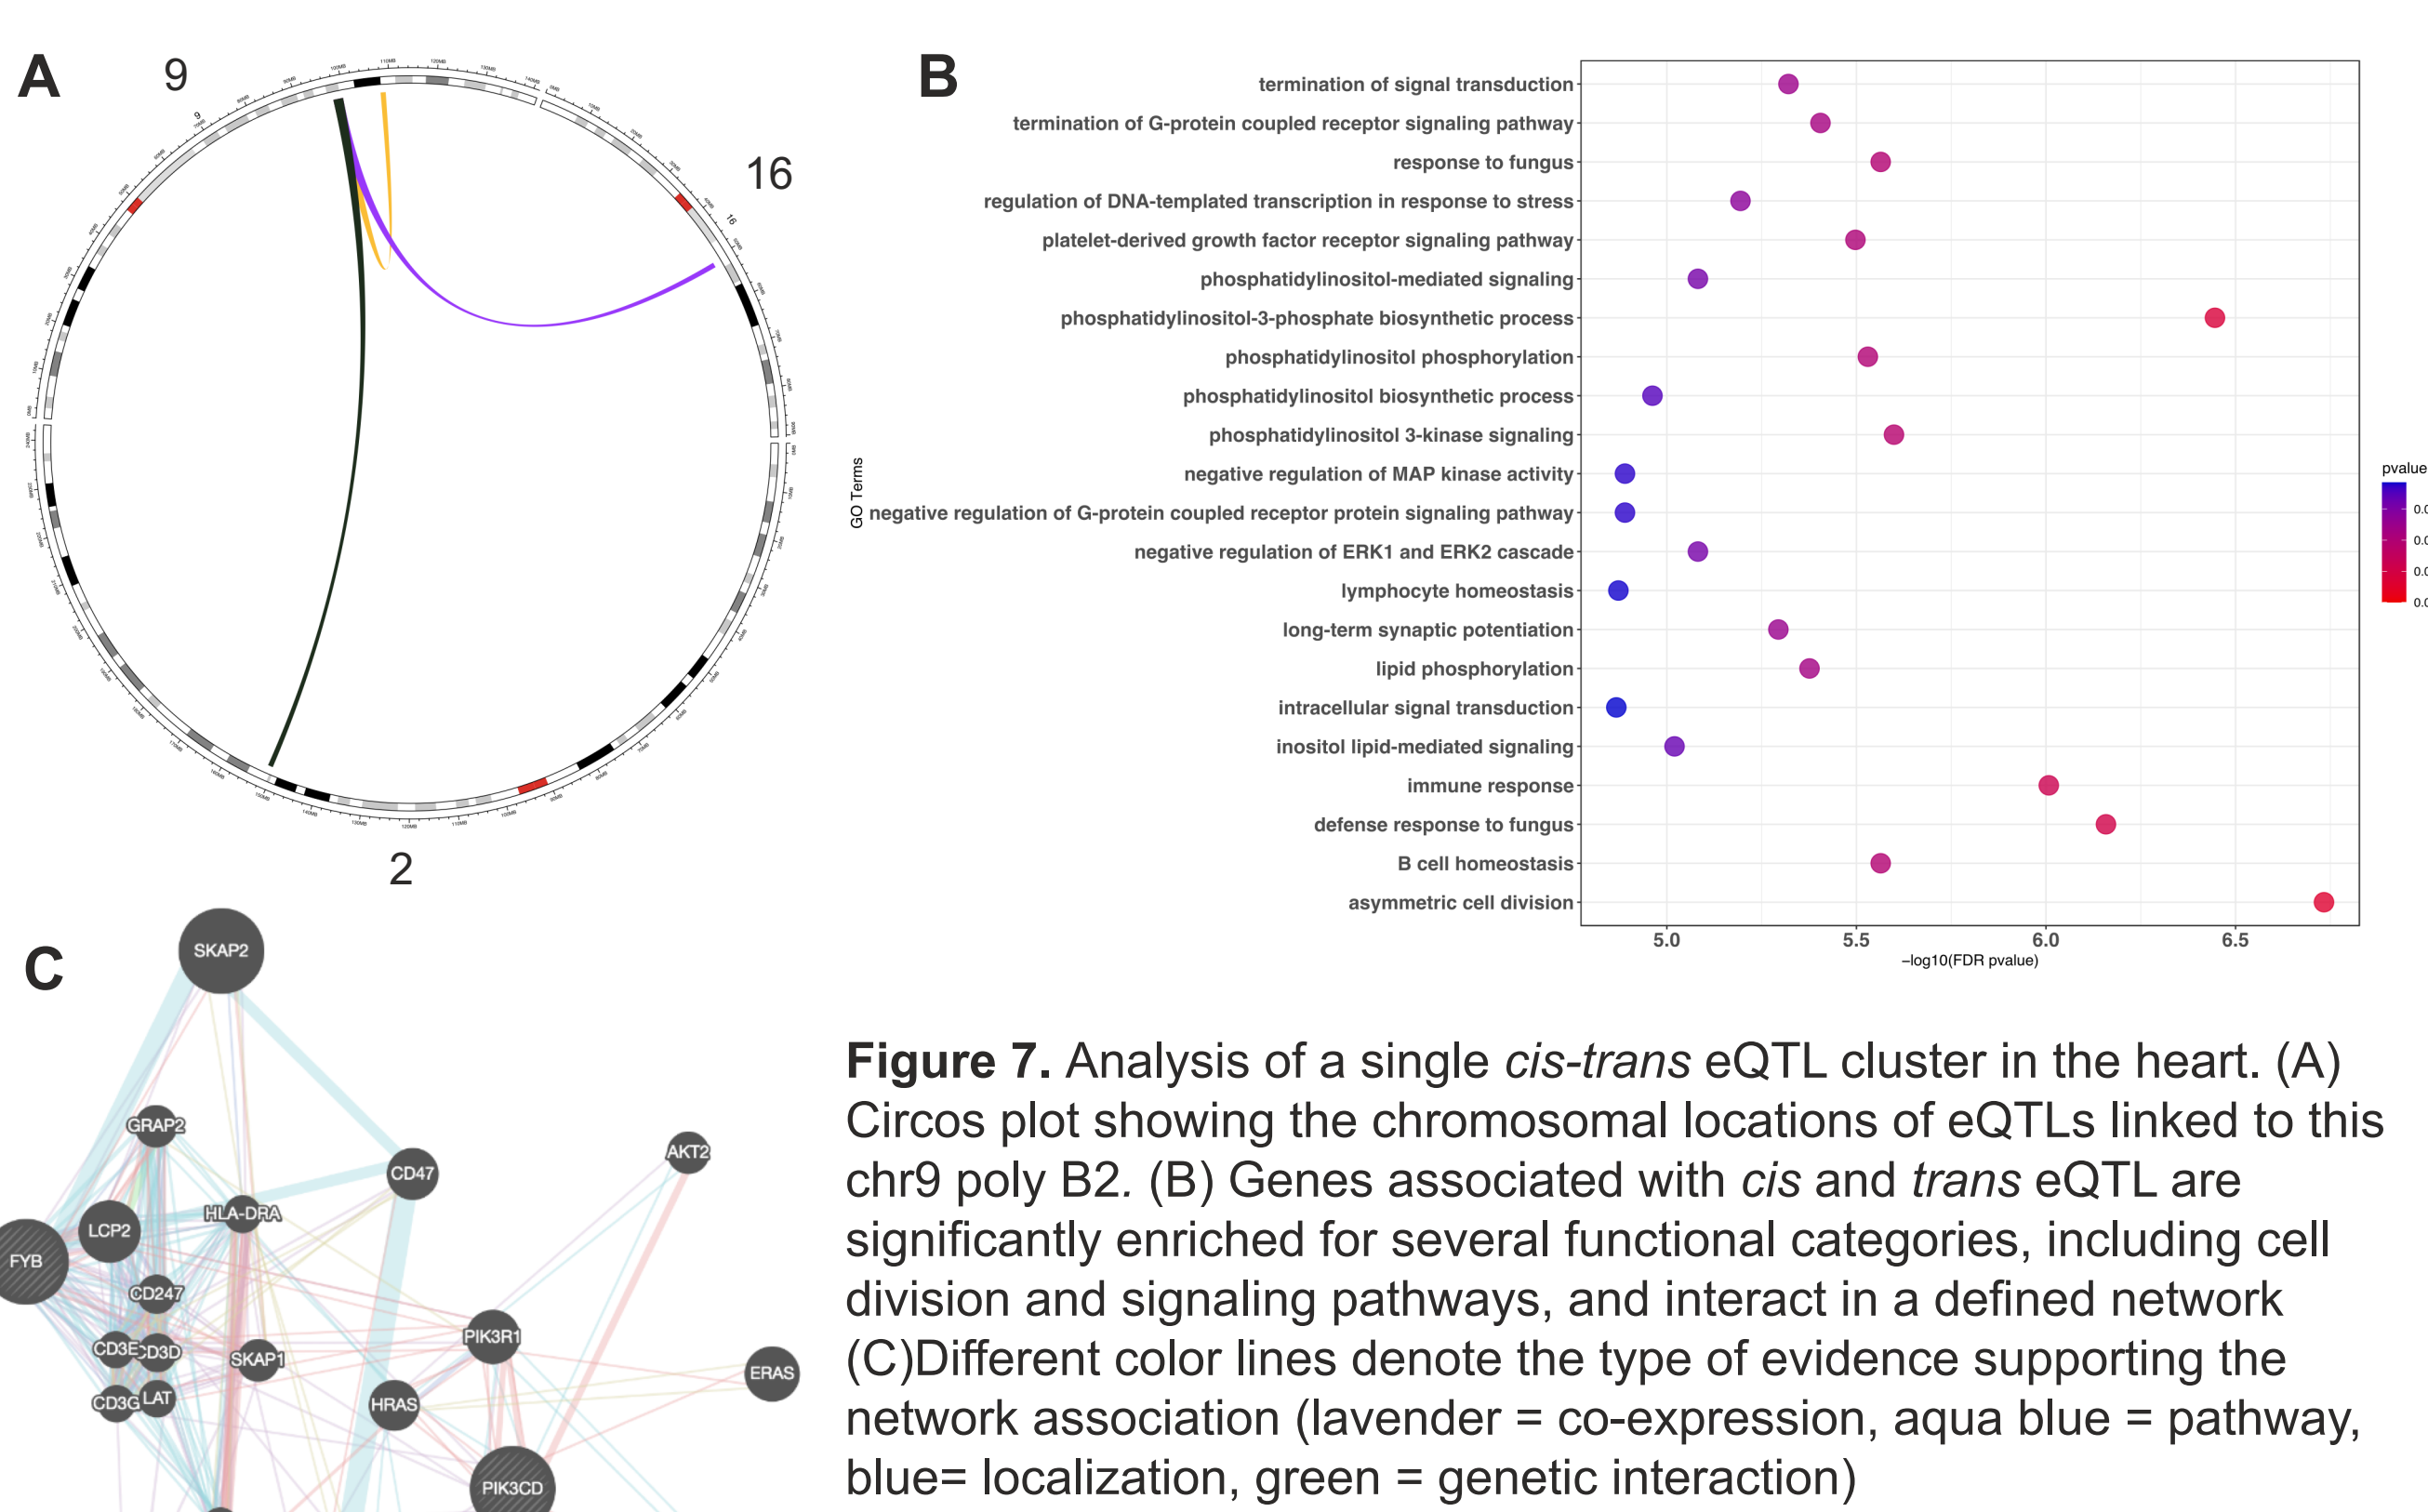 A
9
9
16
16
2
B
termination of signal transduction
termination of G-protein coupled receptor signaling pathway
response to fungus
regulation of DNA-templated transcription in response to stress
platelet-derived growth factor receptor signaling pathway
phosphatidylinositol-mediated signaling
phosphatidylinositol-3-phosphate biosynthetic process
phosphatidylinositol phosphorylation
phosphatidylinositol biosynthetic process
phosphatidylinositol 3-kinase signaling
negative regulation of MAP kinase activity
negative regulation of G-protein coupled receptor protein signaling pathway
negative regulation of ERK1 and ERK2 cascade
lymphocyte homeostasis
long-term synaptic potentiation
lipid phosphorylation
intracellular signal transduction
inositol lipid-mediated signaling
immune response
defense response to fungus
B cell homeostasis
asymmetric cell division
GO Terms
5.0 5.5 6.0 6.5
−log10(FDR pvalue)
pvalue
C
SKAP2
GRAP2
AKT2
CD47
HLA-DRA
LCP2
FYB
CD247
PIK3R1
CD3E
CD3D
SKAP1
ERAS
CD3G
LAT
HRAS
PIK3CD
Figure 7. Analysis of a single cis-trans eQTL cluster in the heart. (A)
Circos plot showing the chromosomal locations of eQTLs linked to this
chr9 poly B2. (B) Genes associated with cis and trans eQTL are
significantly enriched for several functional categories, including cell
division and signaling pathways, and interact in a defined network
(C)Different color lines denote the type of evidence supporting the
network association (lavender = co-expression, aqua blue = pathway,
blue= localization, green = genetic interaction)